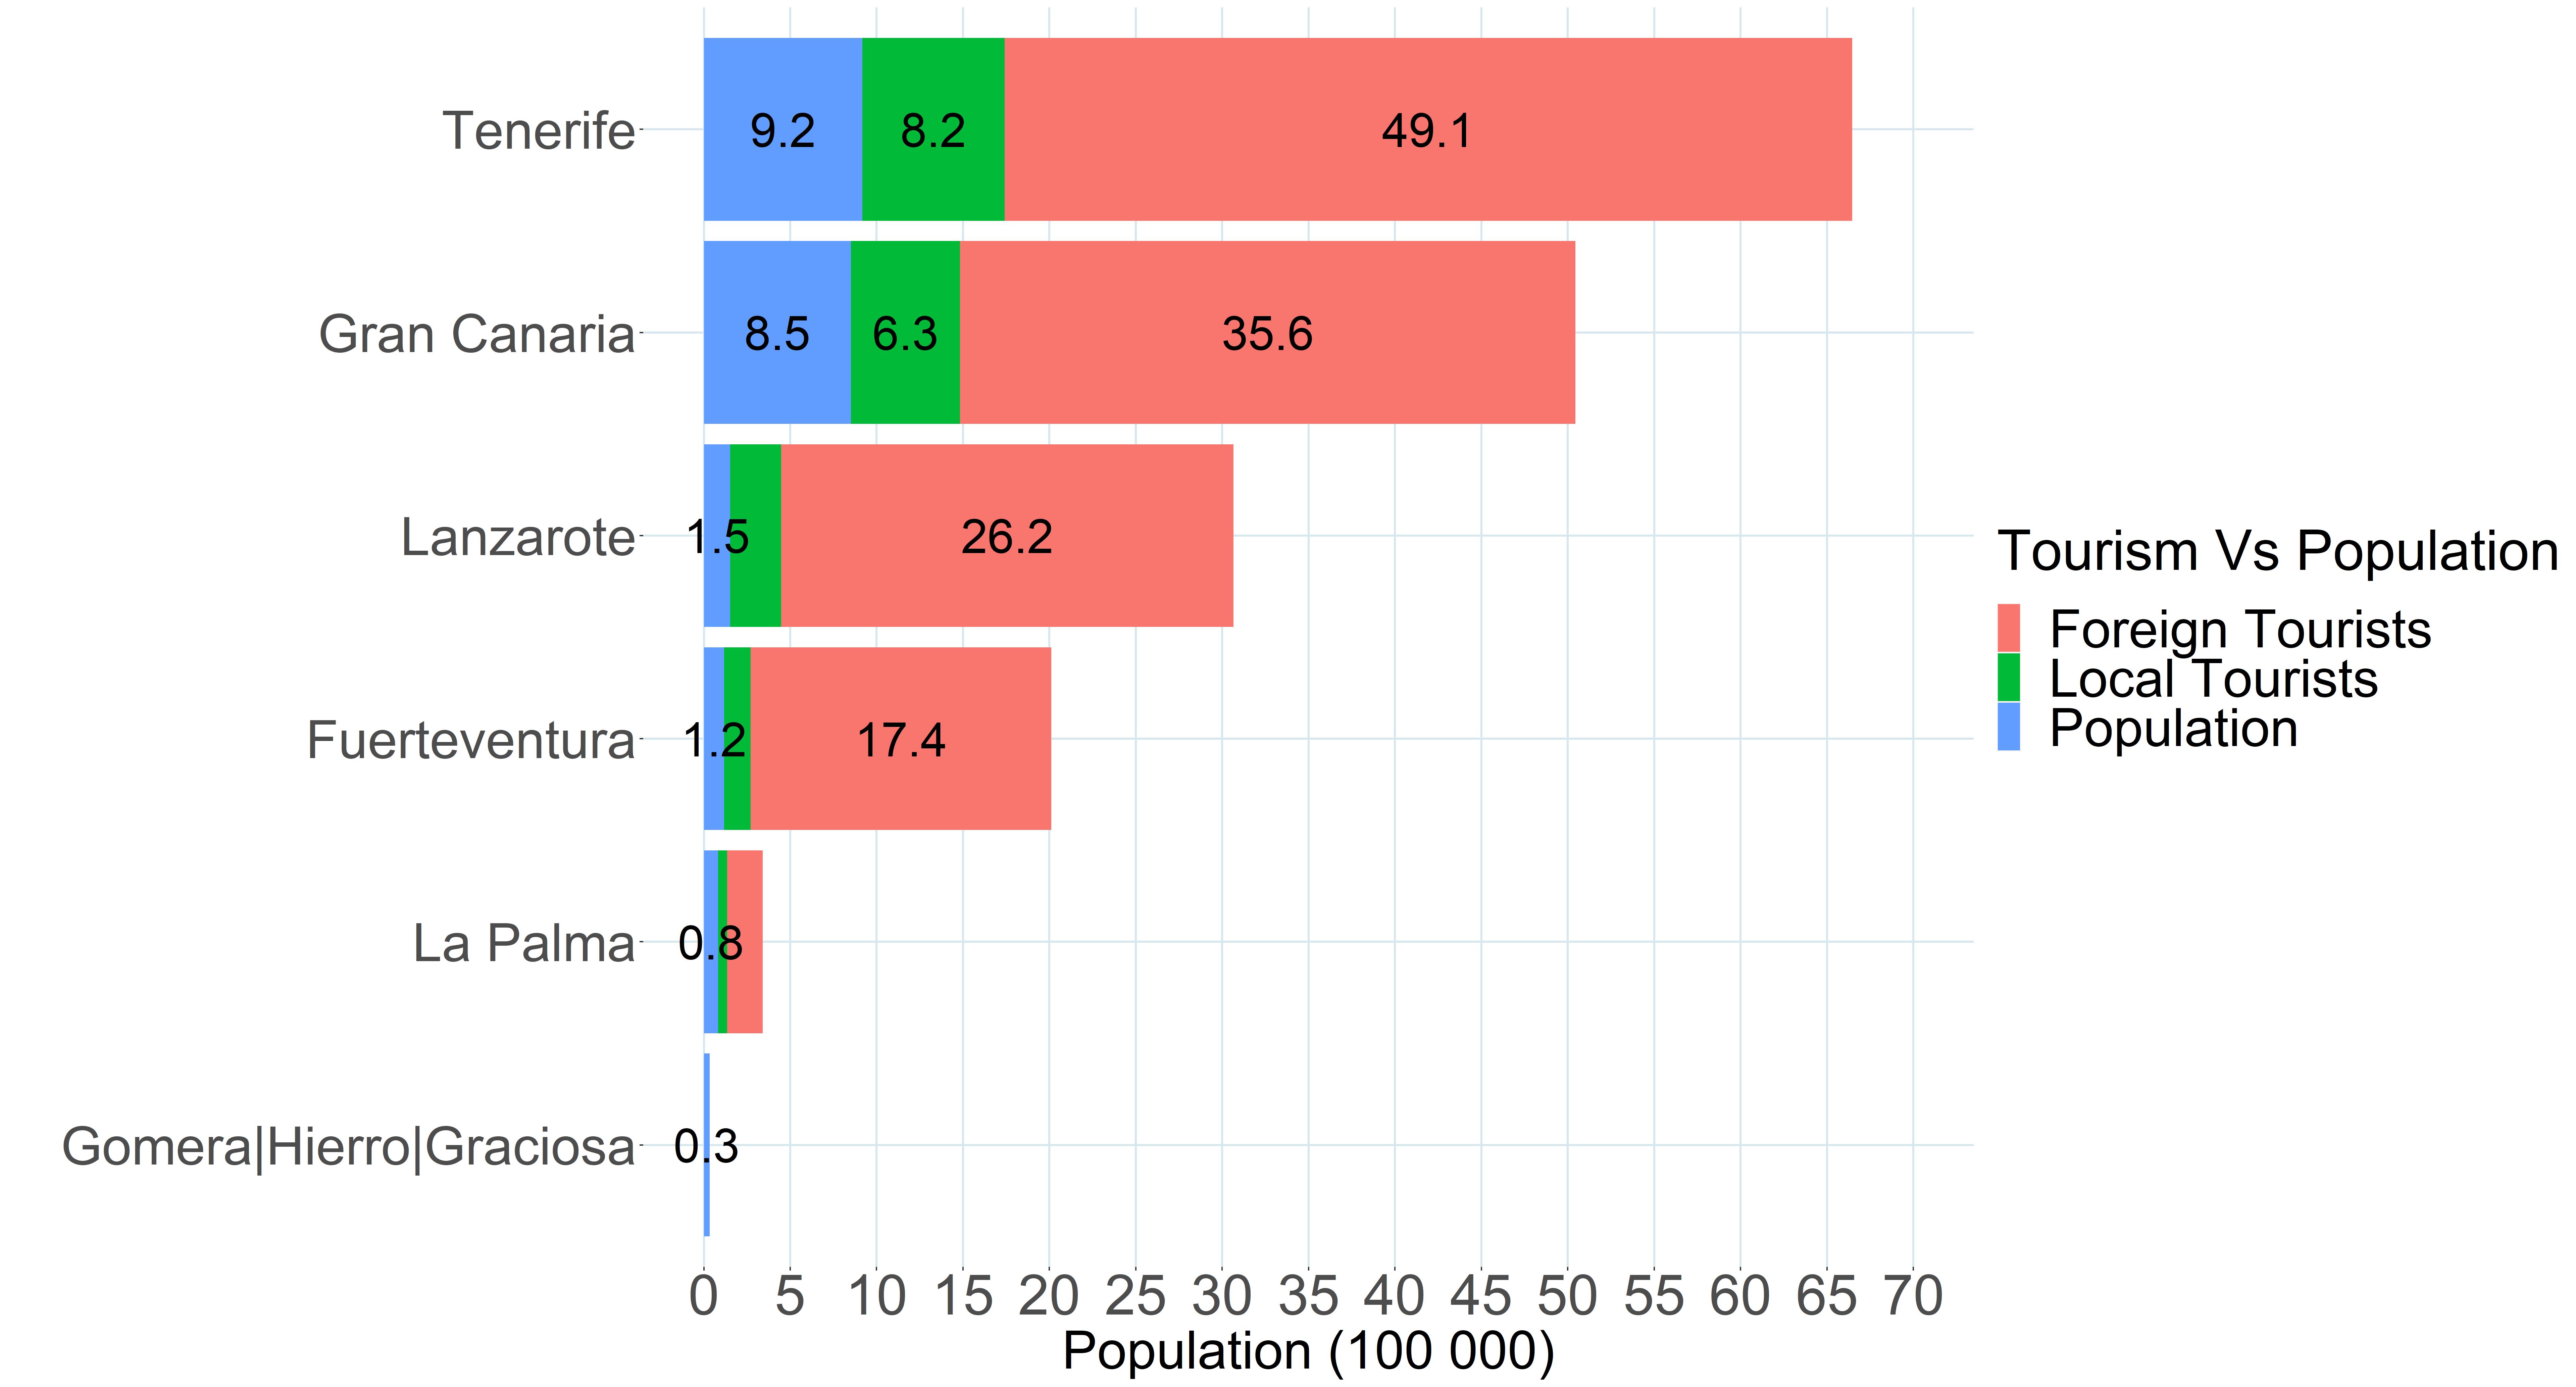 Tenerife
9.2 8.2 49.1
Gran Canaria
8.5 6.3 35.6
Lanzarote
1.5 26.2
Fuerteventura
1.2 17.4
La Palma
0.8
Gomera|Hierro|Graciosa
0.3
0 5 10 15 20 25 30 35 40 45 50 55 60 65 70
Population (100 000)
Tourism Vs Population
Foreign Tourists
Local Tourists
Population